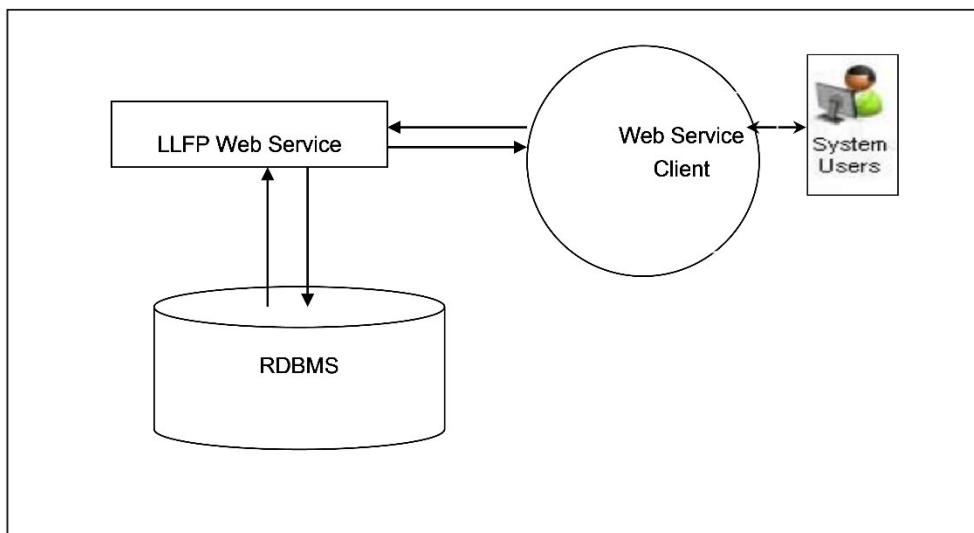 LLFP Web Service
Web Service
Client
System
Users
RDBMS